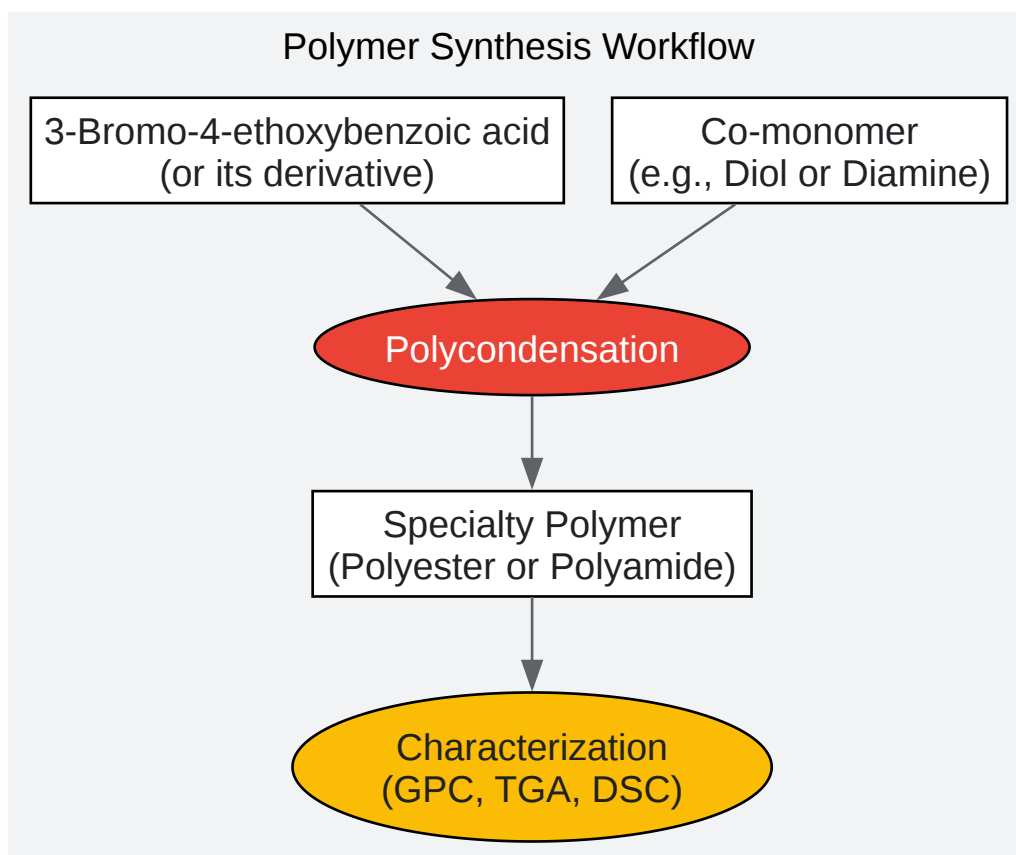 Polymer Synthesis Workflow
3-Bromo-4-ethoxybenzoic acid
(or its derivative)
Co-monomer
(e.g., Diol or Diamine)
Polycondensation
Specialty Polymer
(Polyester or Polyamide)
Characterization
(GPC, TGA, DSC)